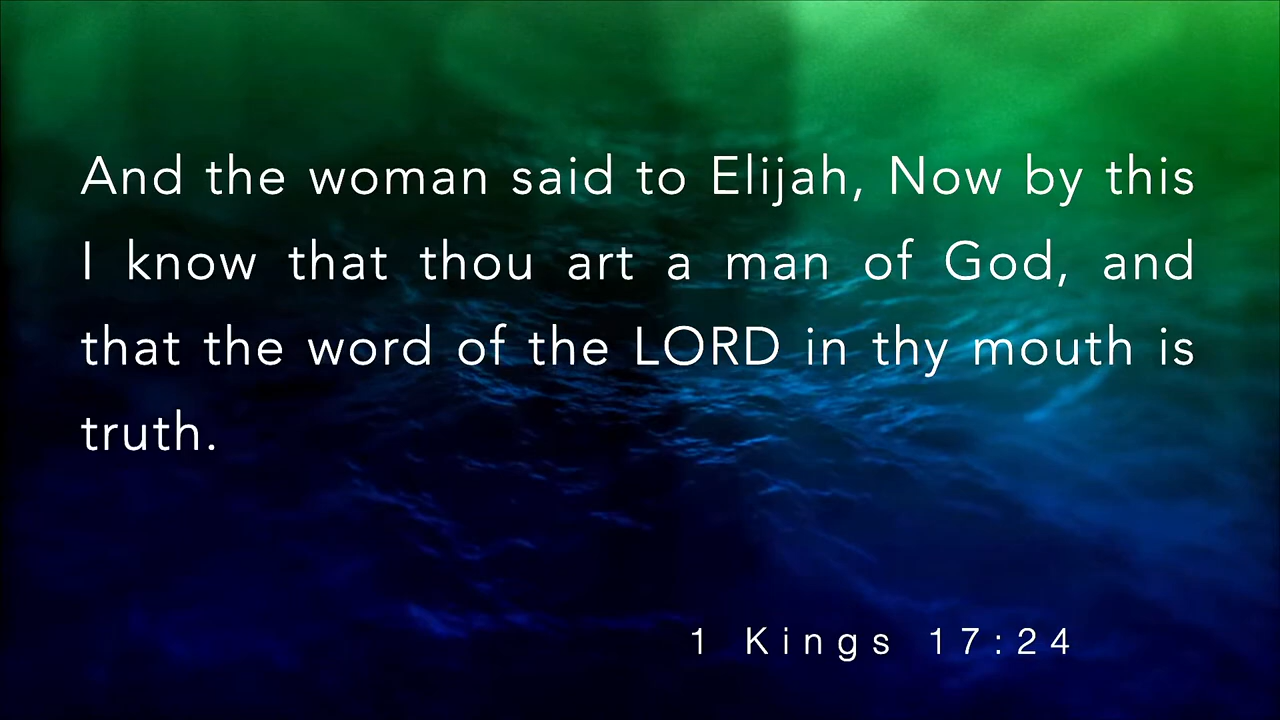 And the woman said to Elijah, Now by this
I know that thou art a man of God, and
that the word of the LORD in thy mouth is
truth.
1 Kings 17:24